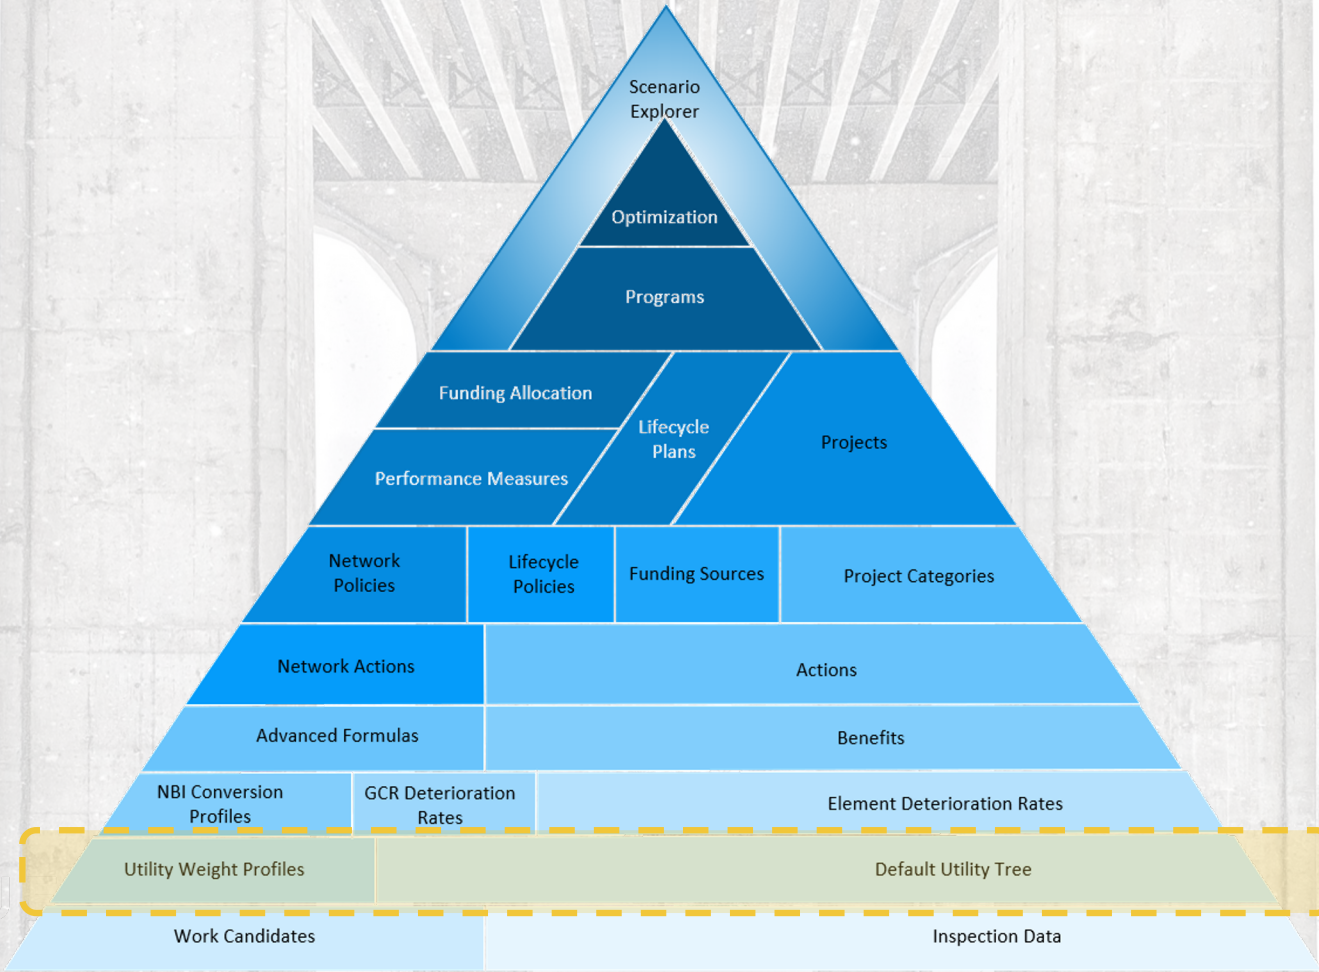 Scenario
Explorer
Optimization
Programs
Funding Allocation
Lifecycle
Plans
Projects
Performance Measures
Network
Policies
Lifecycle
Policies
Funding Sources
Project Categories
Network Actions
Actions
Advanced Formulas
Benefits
NBI Conversion
Profiles
GCR Deterioration
Rates
Element Deterioration Rates
Utility Weight Profiles
Default Utility Tree
Work Candidates
Inspection Data